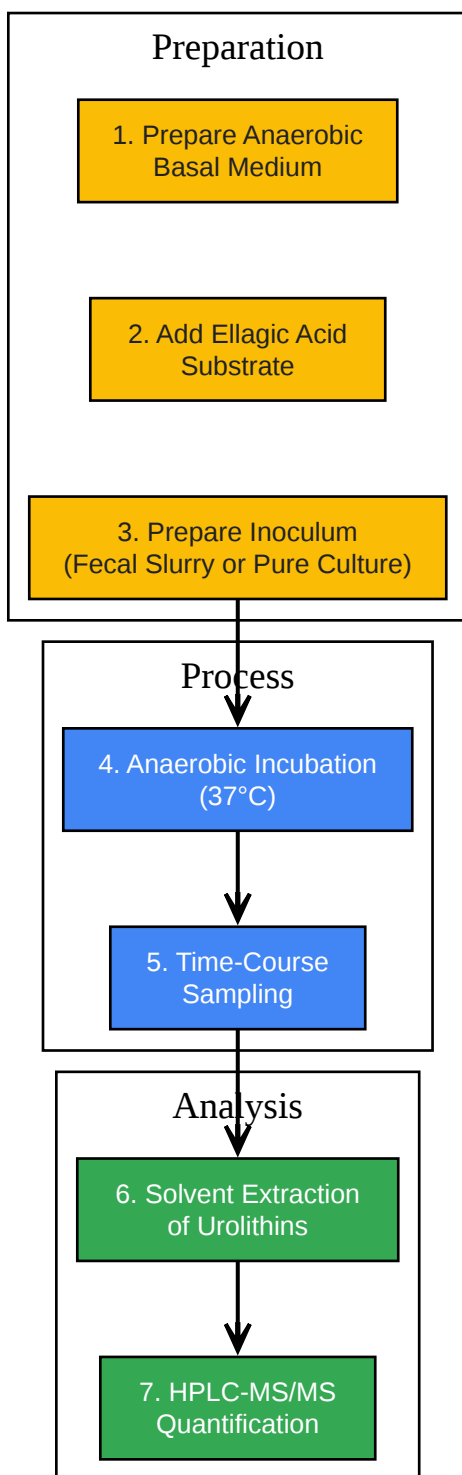 Preparation
1. Prepare Anaerobic
Basal Medium
2. Add Ellagic Acid
Substrate
3. Prepare Inoculum
(Fecal Slurry or Pure Culture)
Process
4. Anaerobic Incubation
(37°C)
5. Time-Course
Sampling
Analysis
6. Solvent Extraction
of Urolithins
7. HPLC-MS/MS
Quantification